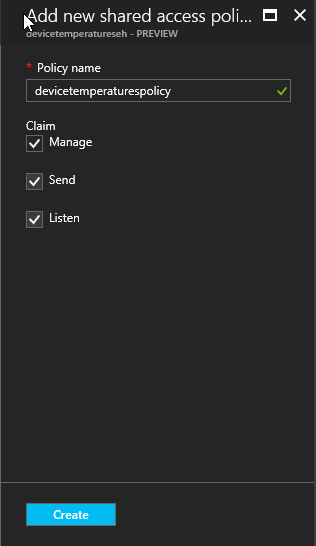 Add new shared access poli...
devicetemperatureseh - PREVIEW
* Policy name
devicetemperaturespolicy
Claim
Manage
Send
Listen
Create